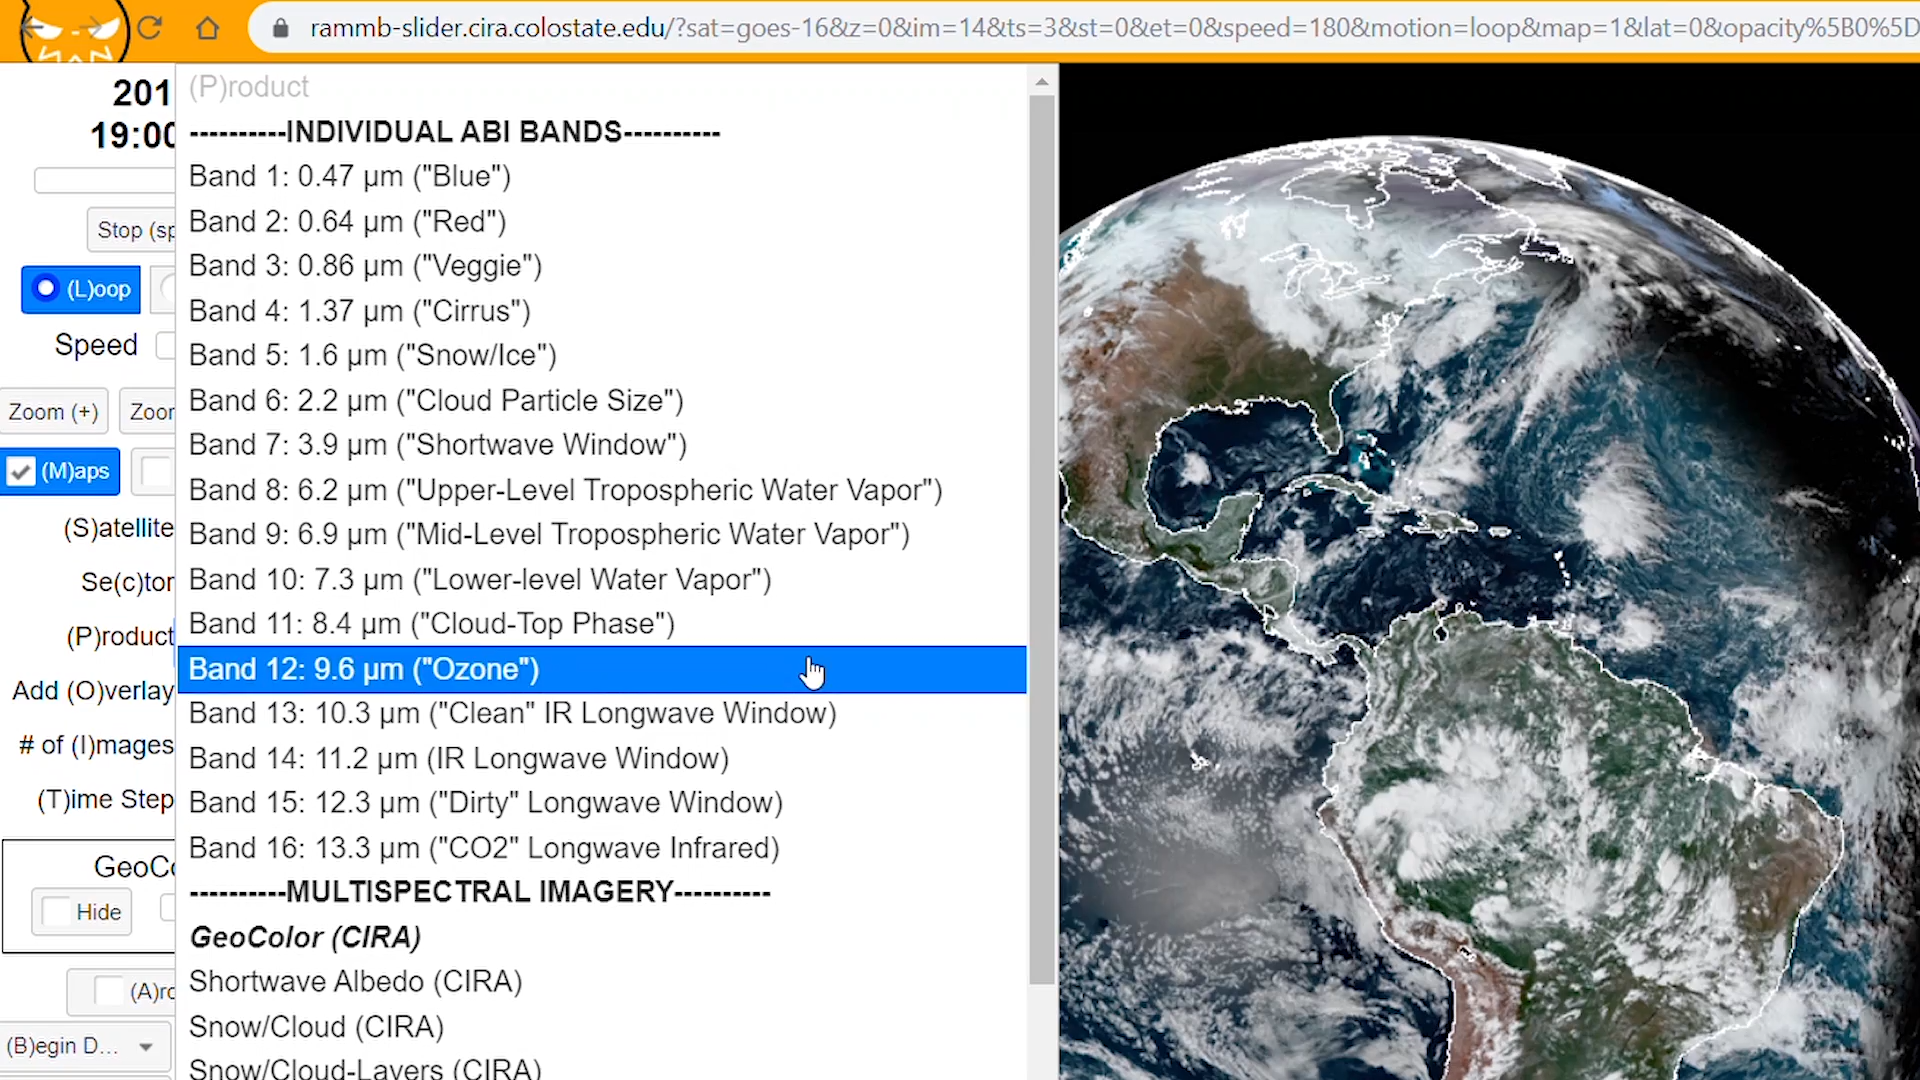 rammb-slider.cira.colostate.edu/?sat=goes-16&z=0&im=14&ts=3&st=0&et=0&speed=180&motion=loop&map=1&lat=0&opacity%5B0%5D
201
19:00
Stop (sp
(L)oop
Speed
Zoom (+)
Zoor
(M)aps
(S)atellite
Se(c)tor
(P)roduct
Add (O)verlay
# of (I)mages
(T)ime Step
GeoCo
Hide
(A)ro
(B)egin D...
(P)roduct
----------INDIVIDUAL ABI BANDS----------
Band 1: 0.47 µm ("Blue")
Band 2: 0.64 µm ("Red")
Band 3: 0.86 µm ("Veggie")
Band 4: 1.37 µm ("Cirrus")
Band 5: 1.6 µm ("Snow/Ice")
Band 6: 2.2 µm ("Cloud Particle Size")
Band 7: 3.9 µm ("Shortwave Window")
Band 8: 6.2 µm ("Upper-Level Tropospheric Water Vapor")
Band 9: 6.9 µm ("Mid-Level Tropospheric Water Vapor")
Band 10: 7.3 µm ("Lower-level Water Vapor")
Band 11: 8.4 µm ("Cloud-Top Phase")
Band 12: 9.6 µm ("Ozone")
Band 13: 10.3 µm ("Clean" IR Longwave Window)
Band 14: 11.2 µm (IR Longwave Window)
Band 15: 12.3 µm ("Dirty" Longwave Window)
Band 16: 13.3 µm ("CO2" Longwave Infrared)
----------MULTISPECTRAL IMAGERY----------
GeoColor (CIRA)
Shortwave Albedo (CIRA)
Snow/Cloud (CIRA)
Snow/Cloud-Layers (CIRA)